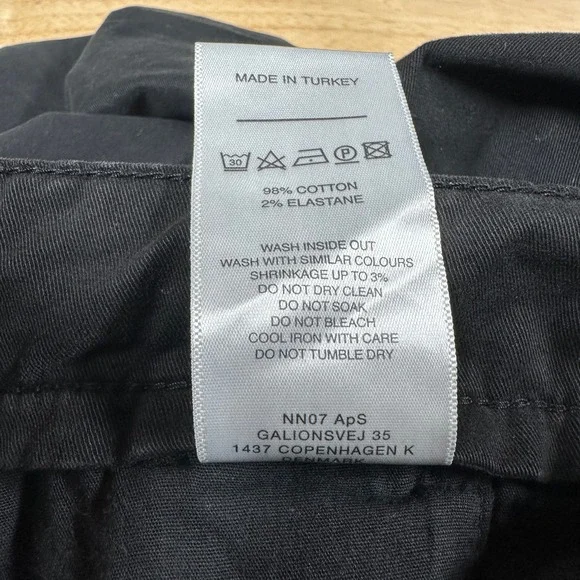 MADE IN TURKEY
30 P
98% COTTON
2% ELASTANE
WASH INSIDE OUT
WASH WITH SIMILAR COLOURS
SHRINKAGE UP TO 3%
DO NOT DRY CLEAN
DO NOT SOAK
DO NOT BLEACH
COOL IRON WITH CARE
DO NOT TUMBLE DRY
NN07 ApS
GALIONSVEJ 35
1437 COPENHAGEN K
DENMARK